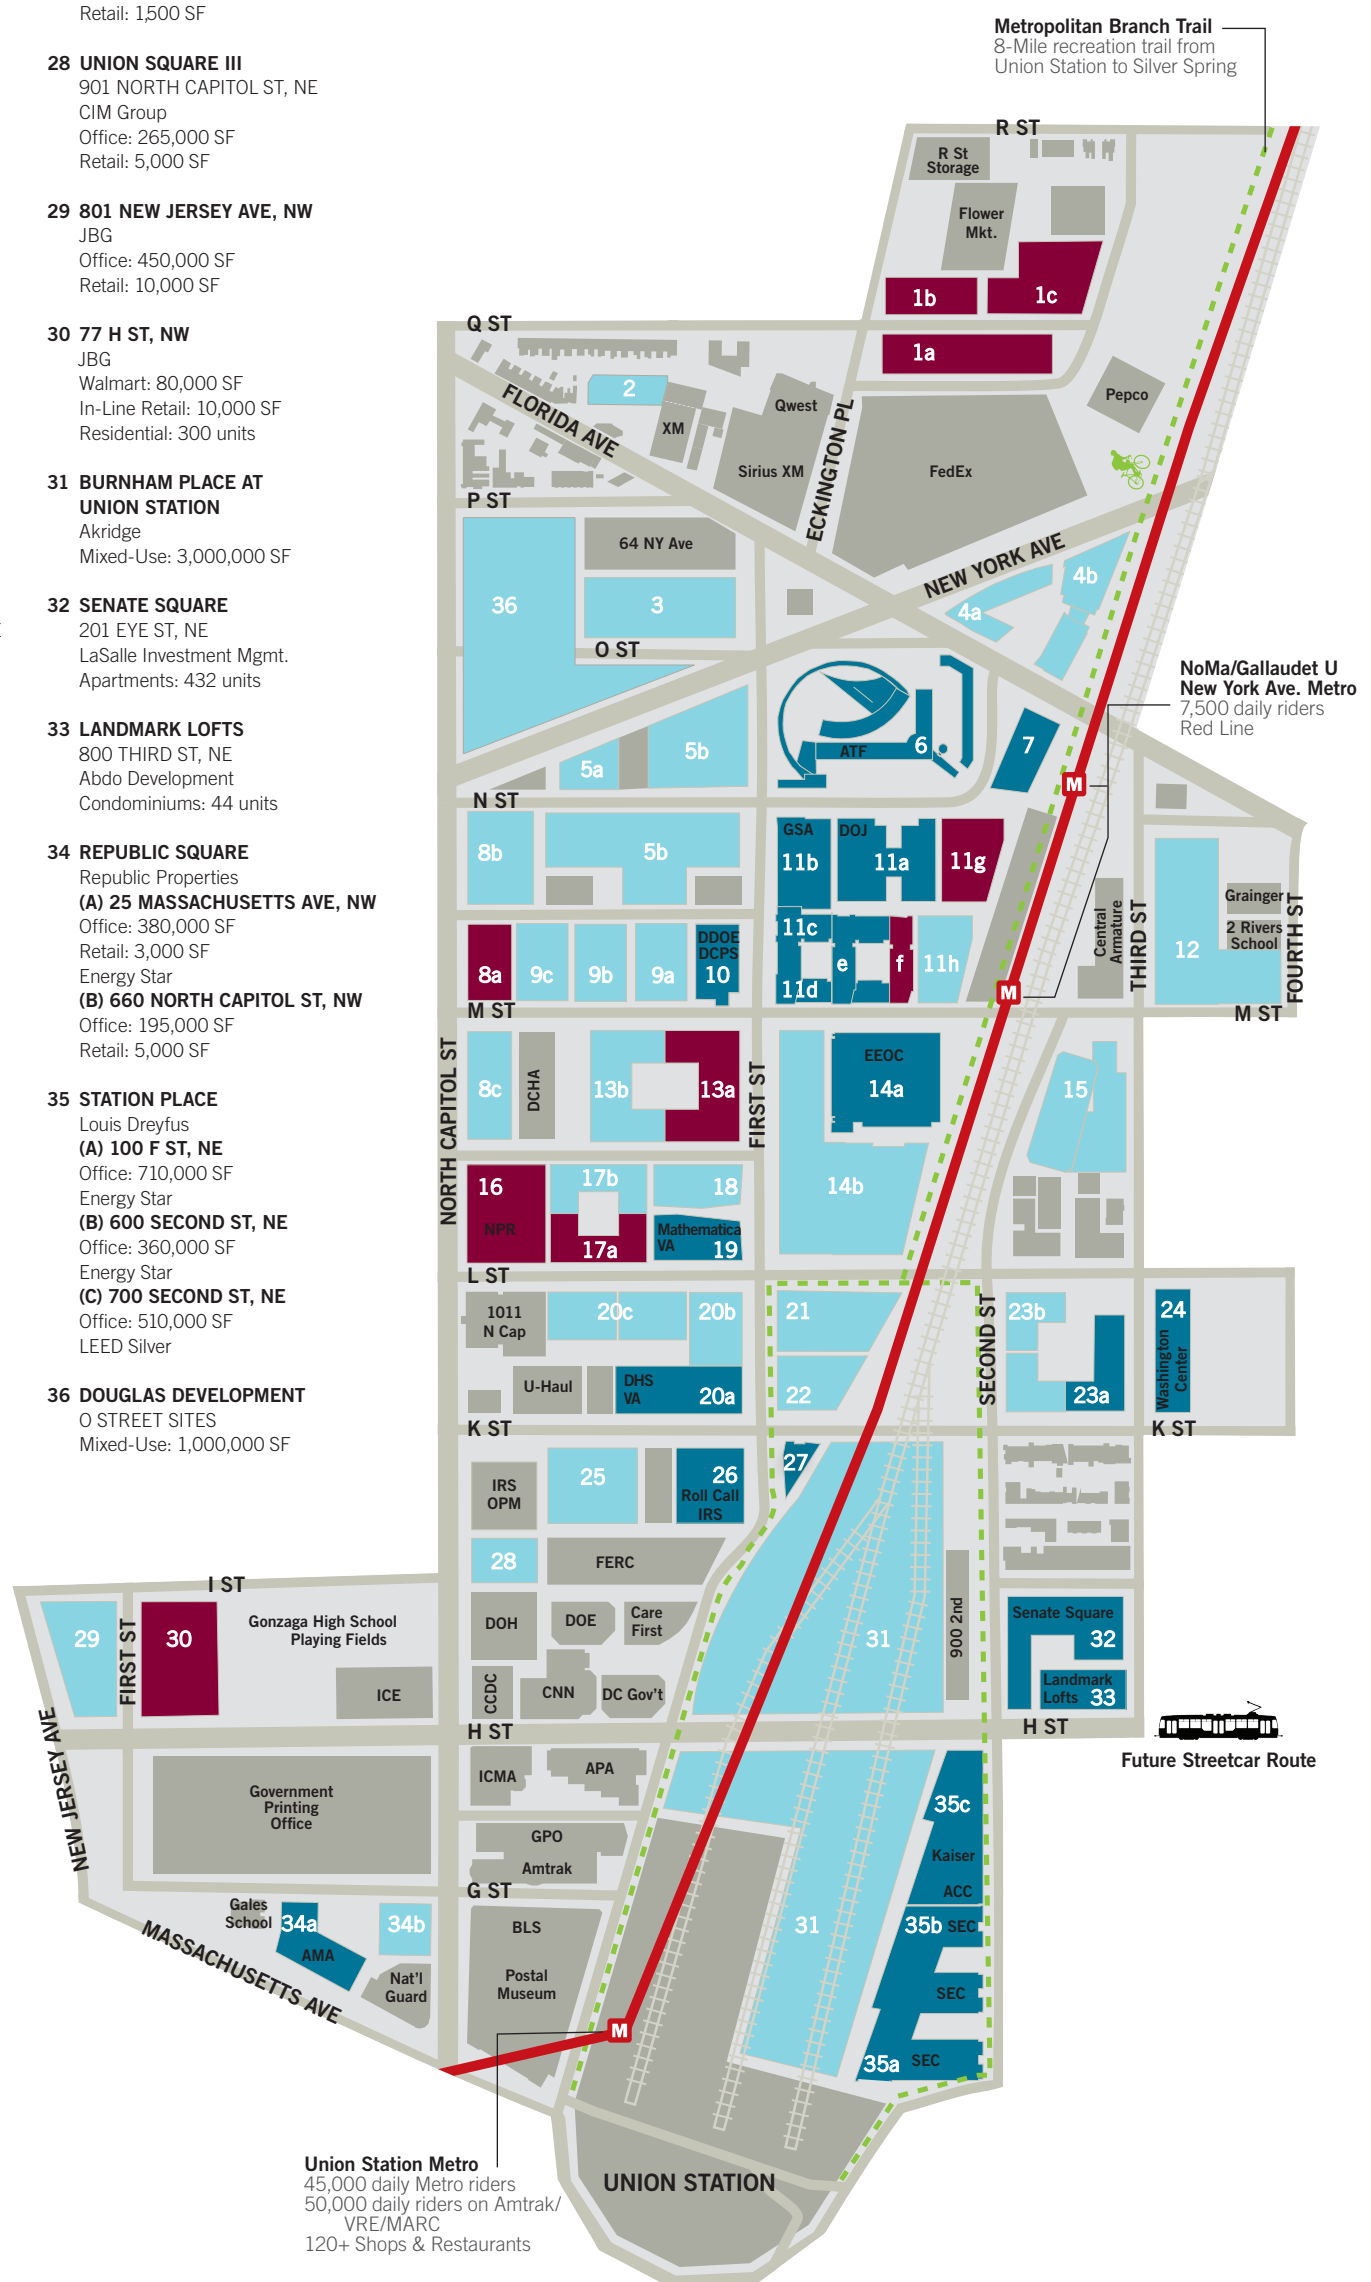 Retail: 1,500 SF
28 UNION SQUARE III
901 NORTH CAPITOL ST, NE
CIM Group
Office: 265,000 SF
Retail: 5,000 SF
29 801 NEW JERSEY AVE, NW
JBG
Office: 450,000 SF
Retail: 10,000 SF
30 77 H ST, NW
JBG
Walmart: 80,000 SF
In-Line Retail: 10,000 SF
Residential: 300 units
31 BURNHAM PLACE AT
UNION STATION
Akridge
Mixed-Use: 3,000,000 SF
32 SENATE SQUARE
201 EYE ST, NE
LaSalle Investment Mgmt.
Apartments: 432 units
33 LANDMARK LOFTS
800 THIRD ST, NE
Abdo Development
Condominiums: 44 units
34 REPUBLIC SQUARE
Republic Properties
(A) 25 MASSACHUSETTS AVE, NW
Office: 380,000 SF
Retail: 3,000 SF
Energy Star
(B) 660 NORTH CAPITOL ST, NW
Office: 195,000 SF
Retail: 5,000 SF
35 STATION PLACE
Louis Dreyfus
(A) 100 F ST, NE
Office: 710,000 SF
Energy Star
(B) 600 SECOND ST, NE
Office: 360,000 SF
Energy Star
(C) 700 SECOND ST, NE
Office: 510,000 SF
LEED Silver
36 DOUGLAS DEVELOPMENT
O STREET SITES
Mixed-Use: 1,000,000 SF
Metropolitan Branch Trail
8-Mile recreation trail from
Union Station to Silver Spring
R ST
R St
Storage
Flower
Mkt.
1b
1c
Q ST
1a
2
FLORIDA AVE
XM
Qwest
Sirius XM
ECKINGTON PL
FedEx
Pepco
P ST
64 NY Ave
36
3
O ST
NEW YORK AVE
4a
4b
NoMa/Gallaudet U
New York Ave. Metro
7,500 daily riders
Red Line
5a
5b
ATF
6
7
M
N ST
8b
5b
GSA
11b
DOJ
11a
11g
12
Grainger
2 Rivers
School
FOURTH ST
THIRD ST
Central
Armature
8a
9c
9b
9a
DDOE
DCPS
10
11c
11d
e
f
11h
M
M ST
M ST
NORTH CAPITOL ST
8c
DCHA
13b
13a
FIRST ST
EEOC
14a
14b
15
16
NPR
17b
17a
18
Mathematica
VA
19
L ST
1011
N Cap
20c
20b
21
22
SECOND ST
23b
23a
24
Washington
Center
U-Haul
DHS
VA
20a
K ST
K ST
IRS
OPM
25
26
Roll Call
IRS
27
28
FERC
I ST
29
FIRST ST
30
Gonzaga High School
Playing Fields
ICE
DOH
DOE
Care
First
CCDC
CNN
DC Gov't
31
900 2nd
Senate Square
32
Landmark
Lofts
33
H ST
H ST
Future Streetcar Route
NEW JERSEY AVE
Government
Printing
Office
ICMA
APA
GPO
Amtrak
35c
Kaiser
ACC
G ST
Gales
School
34a
AMA
34b
Nat'l
Guard
MASSACHUSETTS AVE
BLS
Postal
Museum
31
35b
SEC
SEC
35a
SEC
M
Union Station Metro
45,000 daily Metro riders
50,000 daily riders on Amtrak/
VRE/MARC
120+ Shops & Restaurants
UNION STATION